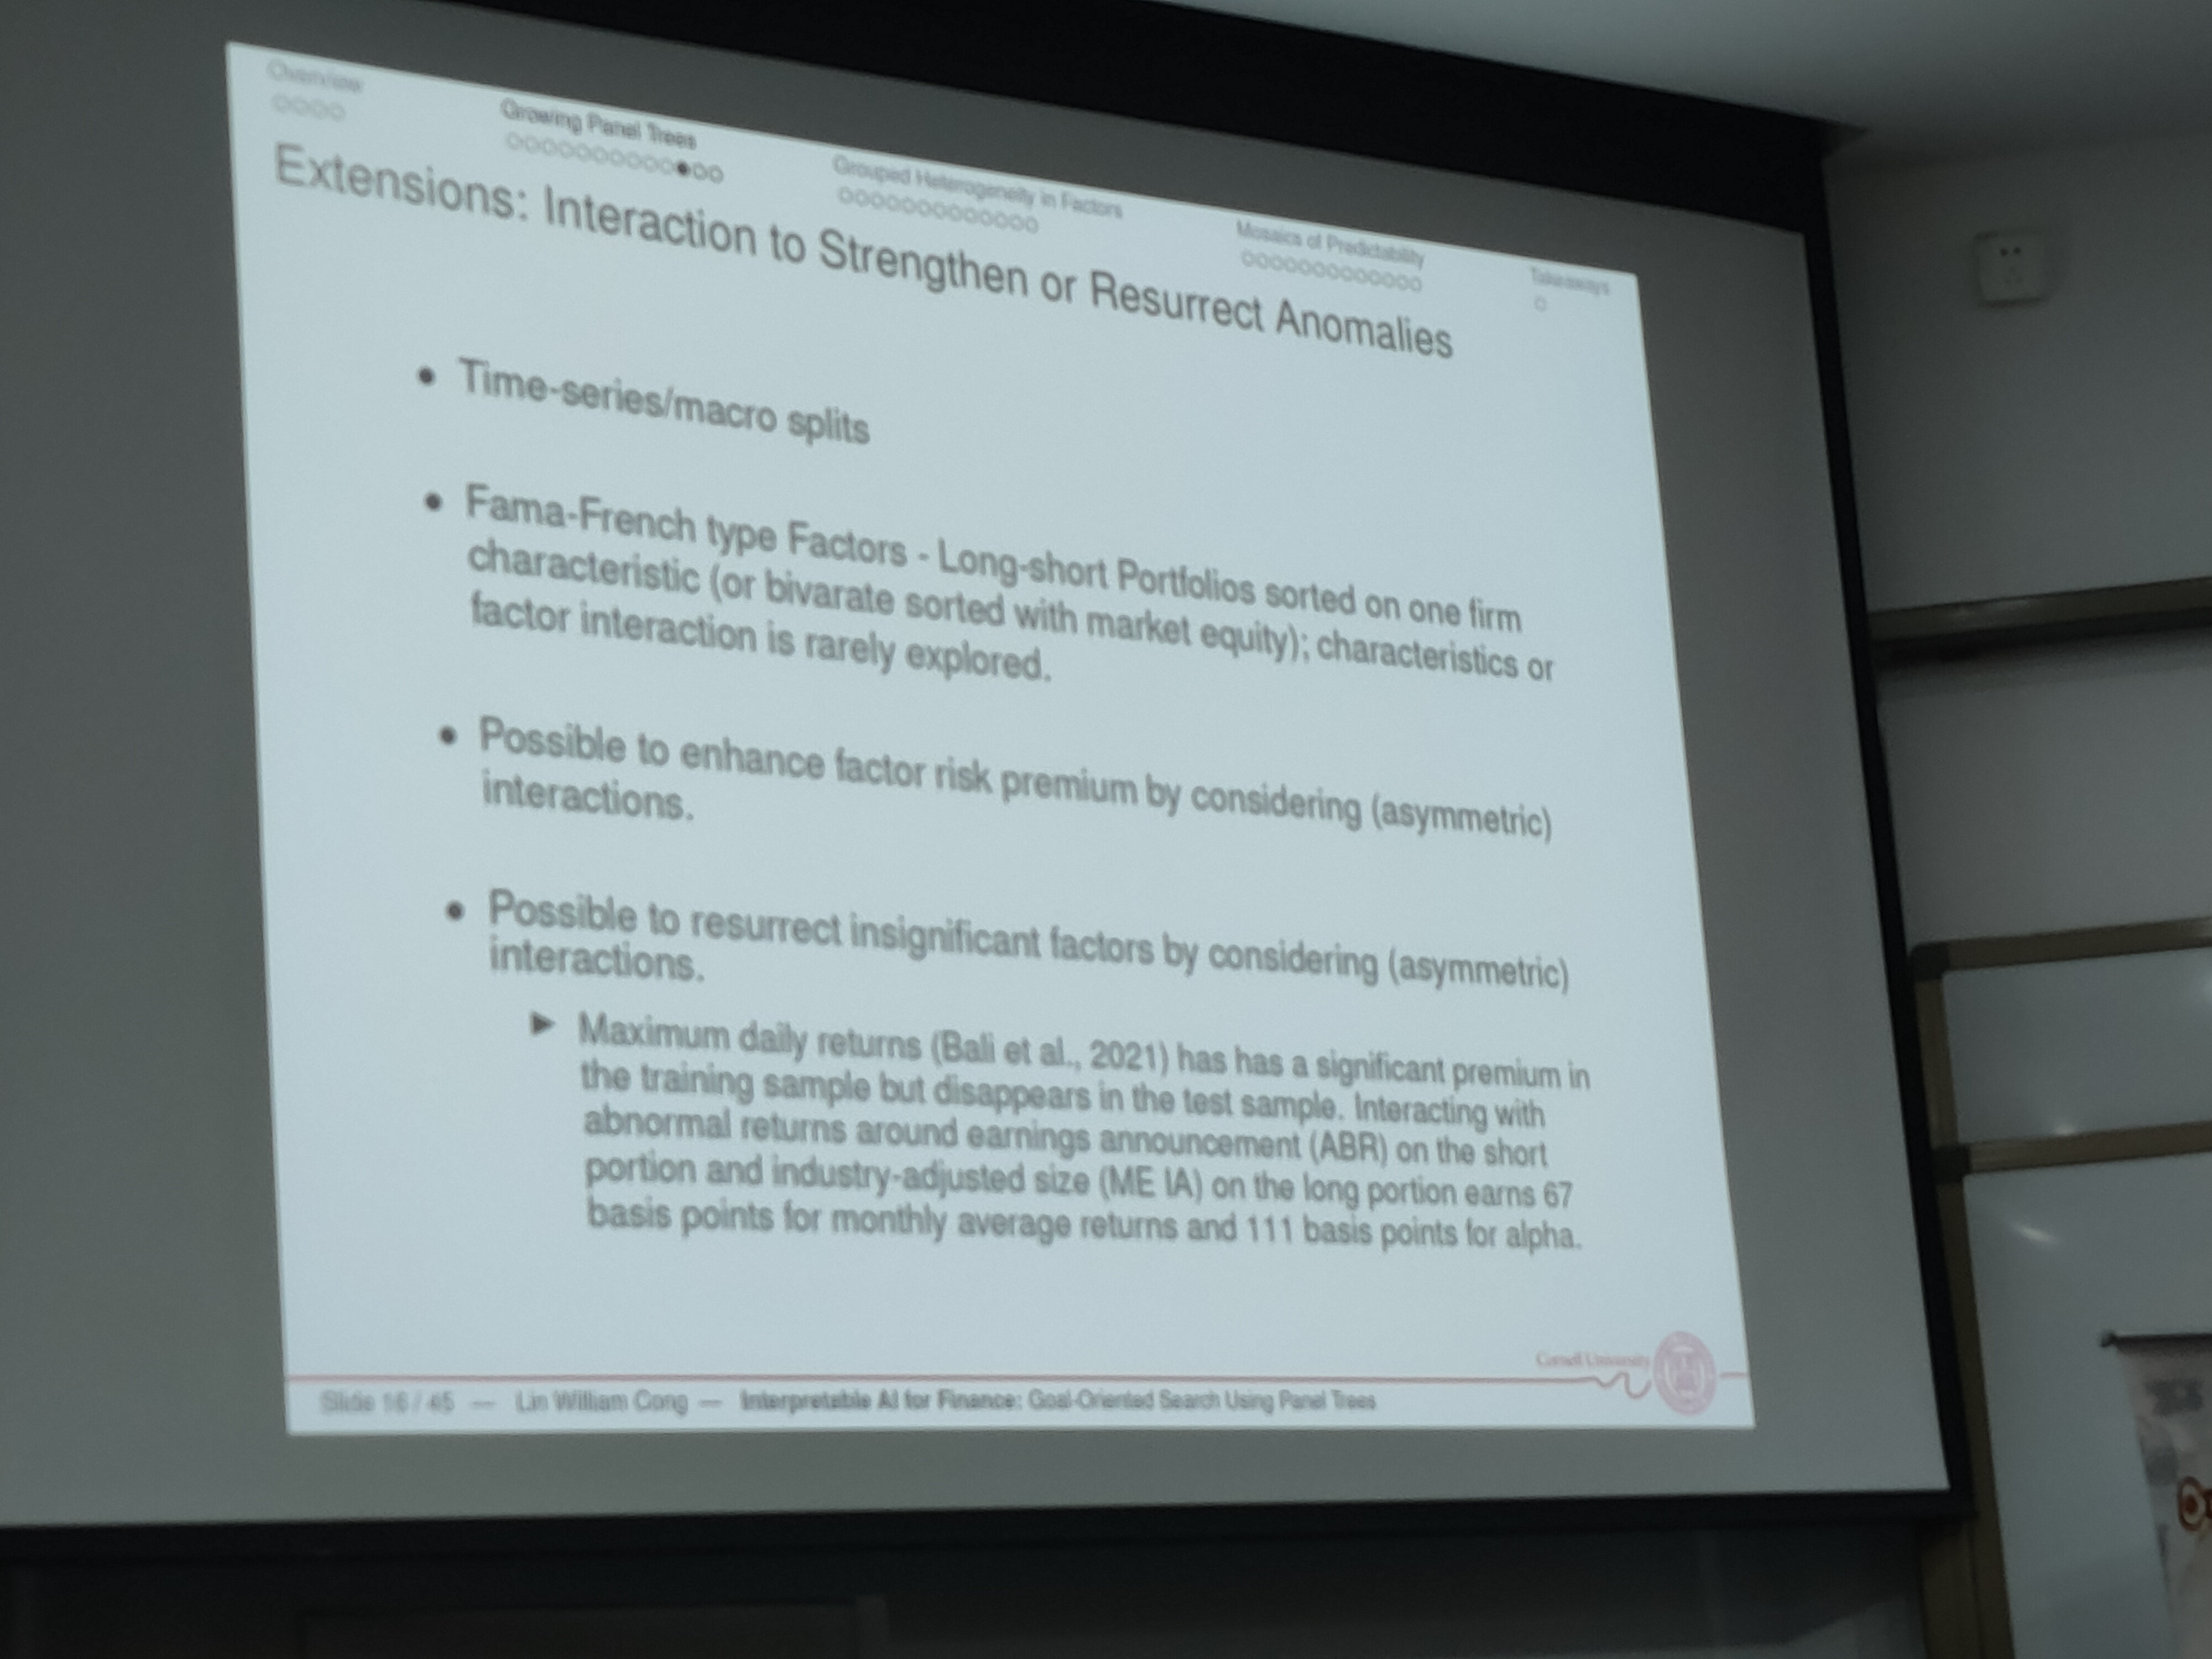 Overview
Growing Panel Trees
Grouped Heterogeneity in Factors
Mosaics of Predictability
Takeaways
Extensions: Interaction to Strengthen or Resurrect Anomalies
• Time-series/macro splits
• Fama-French type Factors - Long-short Portfolios sorted on one firm
characteristic (or bivarate sorted with market equity); characteristics or
factor interaction is rarely explored.
• Possible to enhance factor risk premium by considering (asymmetric)
interactions.
• Possible to resurrect insignificant factors by considering (asymmetric)
interactions.
► Maximum daily returns (Bali et al., 2021) has has a significant premium in
the training sample but disappears in the test sample. Interacting with
abnormal returns around earnings announcement (ABR) on the short
portion and industry-adjusted size (ME IA) on the long portion earns 67
basis points for monthly average returns and 111 basis points for alpha.
Cornell University
Slide 16 / 45 — Lin William Cong — Interpretable AI for Finance: Goal-Oriented Search Using Panel Trees